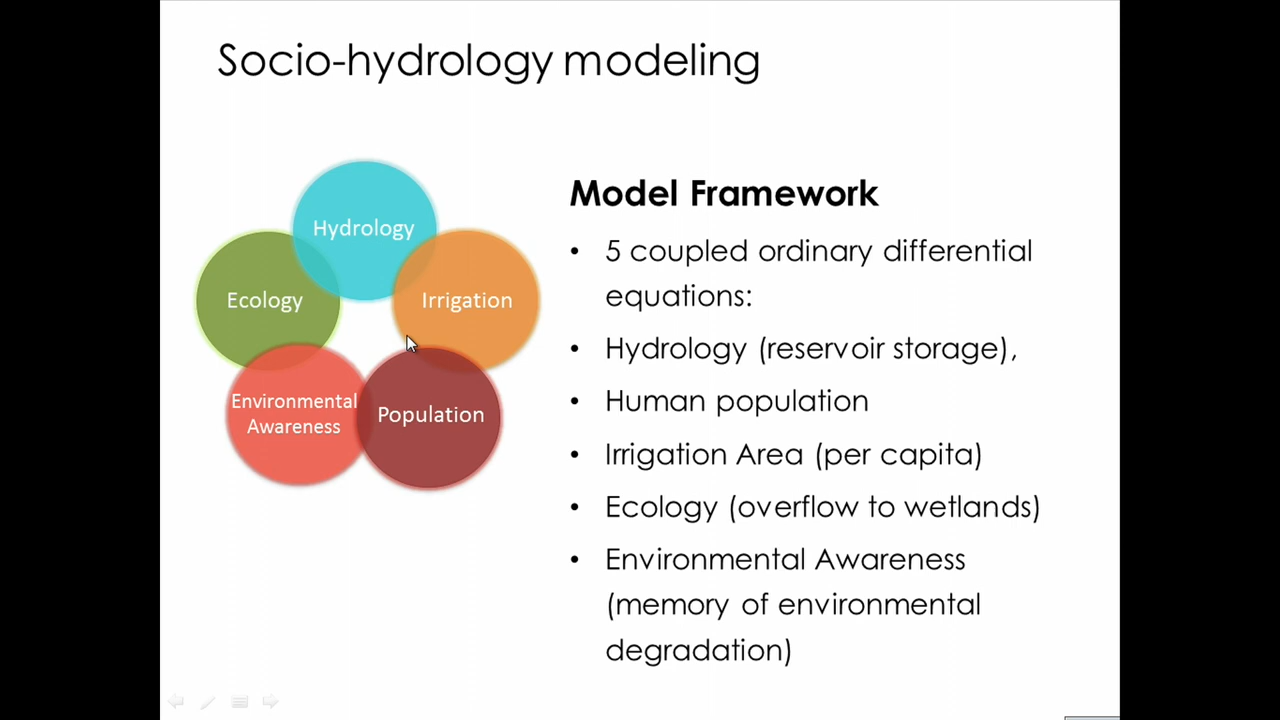 Socio-hydrology modeling
Hydrology
Ecology
Irrigation
Environmental
Awareness
Population
Model Framework
• 5 coupled ordinary differential
equations:
• Hydrology (reservoir storage),
• Human population
• Irrigation Area (per capita)
• Ecology (overflow to wetlands)
• Environmental Awareness
(memory of environmental
degradation)